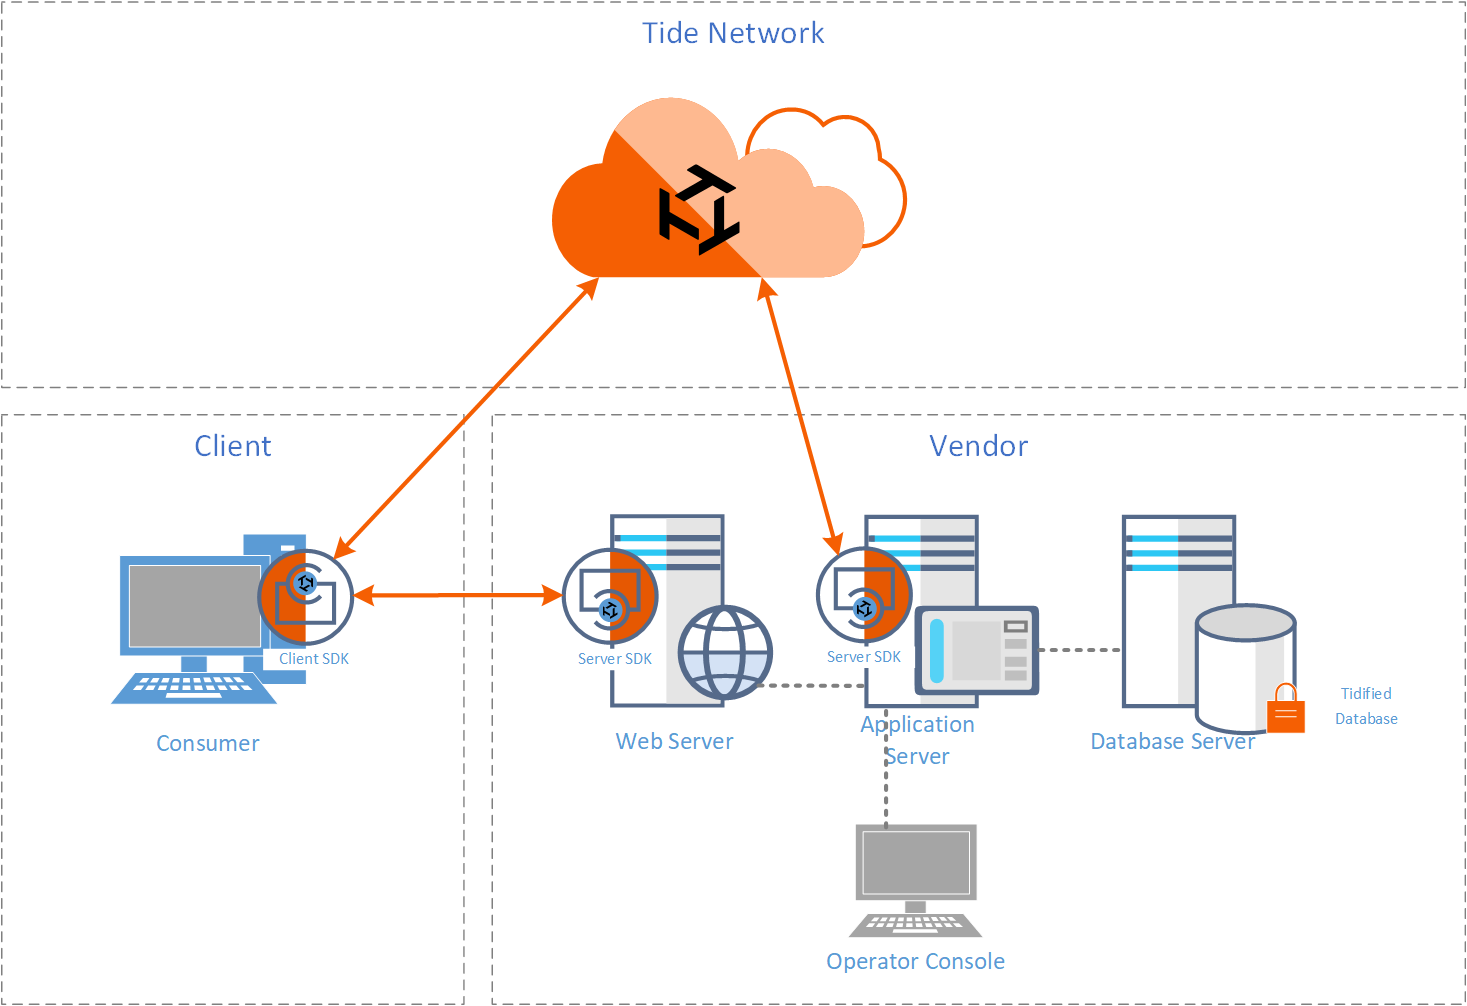 Tide Network
Client
Vendor
Client SDK
Server SDK
Server SDK
Consumer
Web Server
Application
Server
Database Server
Tidified
Database
Operator Console